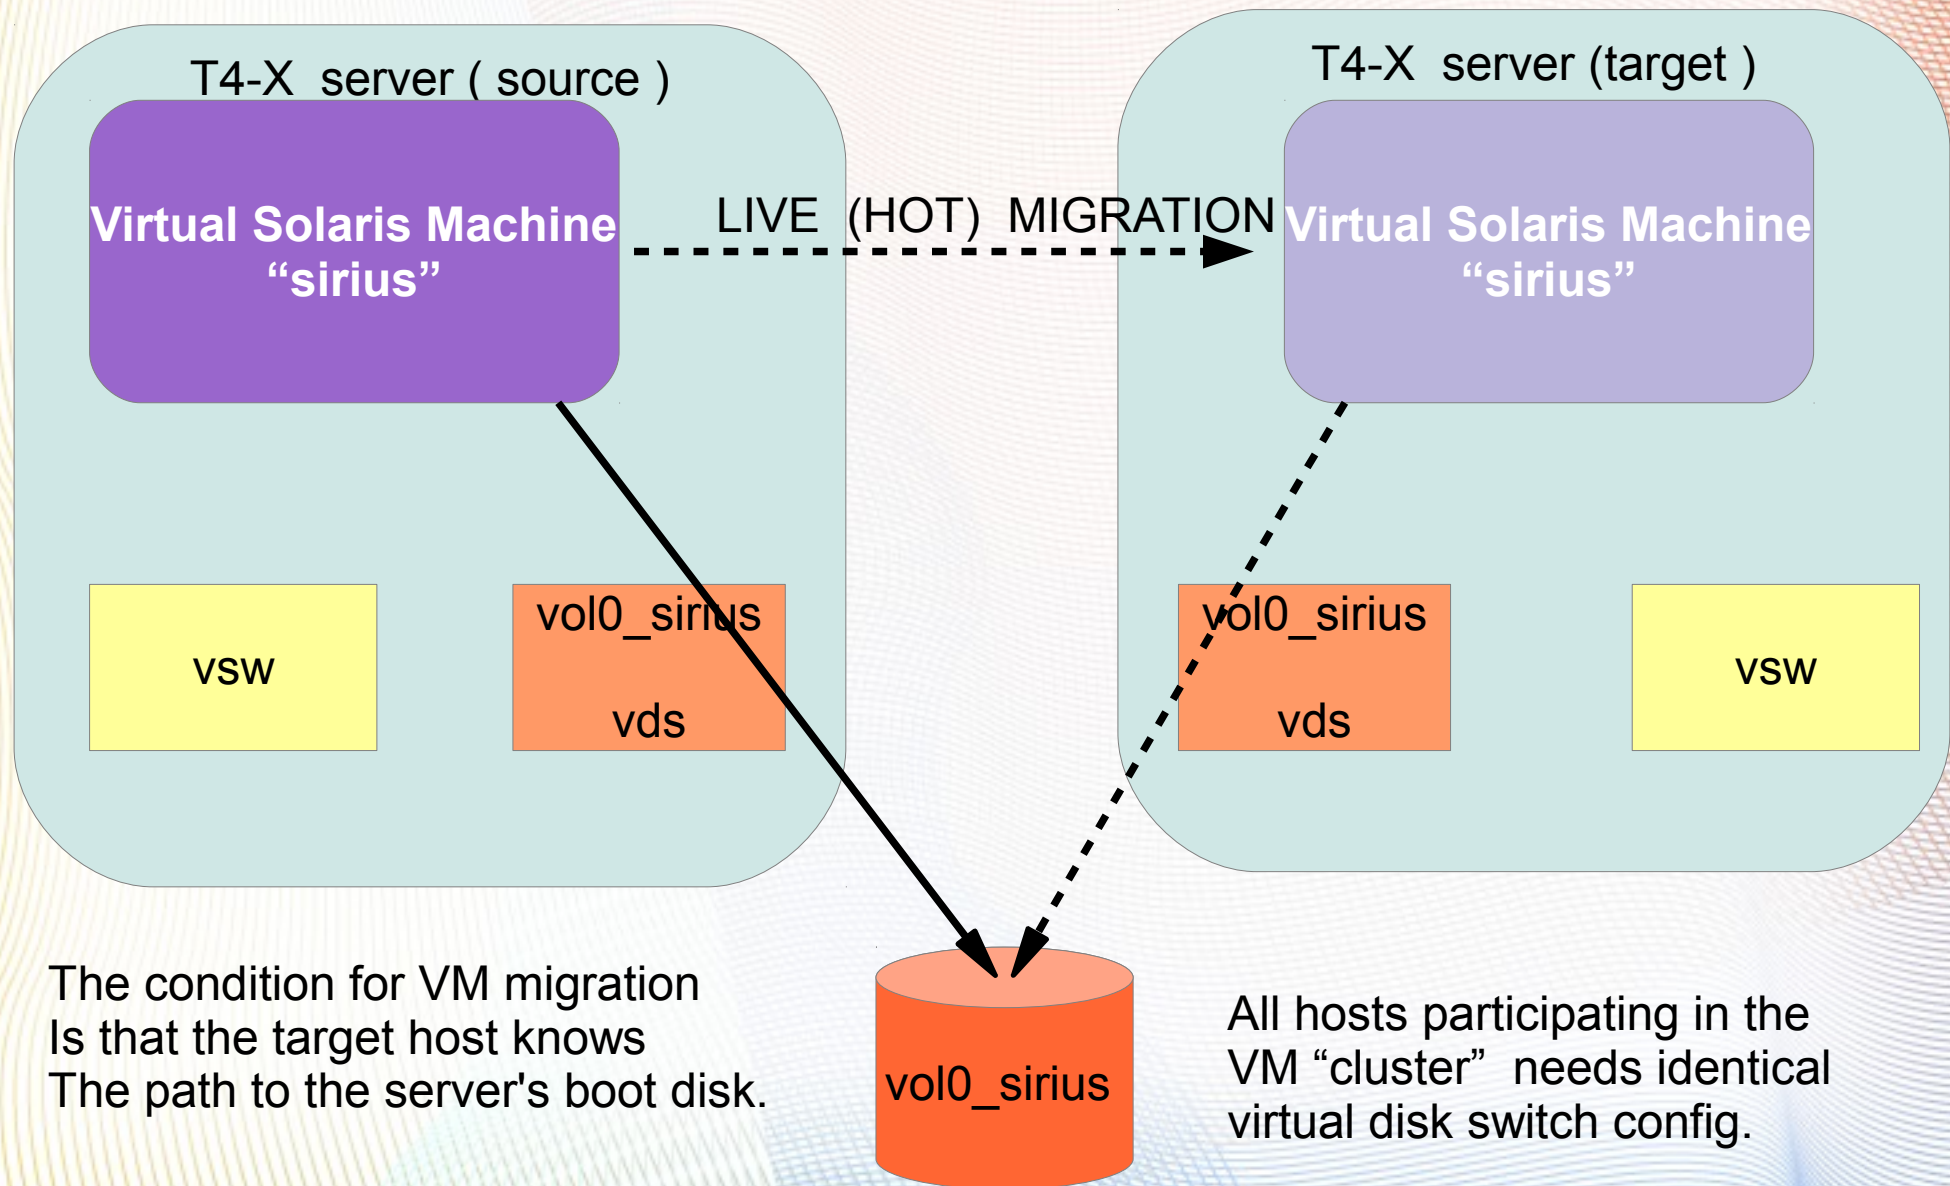 T4-X server ( source )
Virtual Solaris Machine
“sirius”
LIVE (HOT) MIGRATION
T4-X server (target )
Virtual Solaris Machine
“sirius”
vsw
vol0_sirius
vds
vol0_sirius
vds
vsw
The condition for VM migration
Is that the target host knows
The path to the server's boot disk.
vol0_sirius
All hosts participating in the
VM “cluster” needs identical
virtual disk switch config.